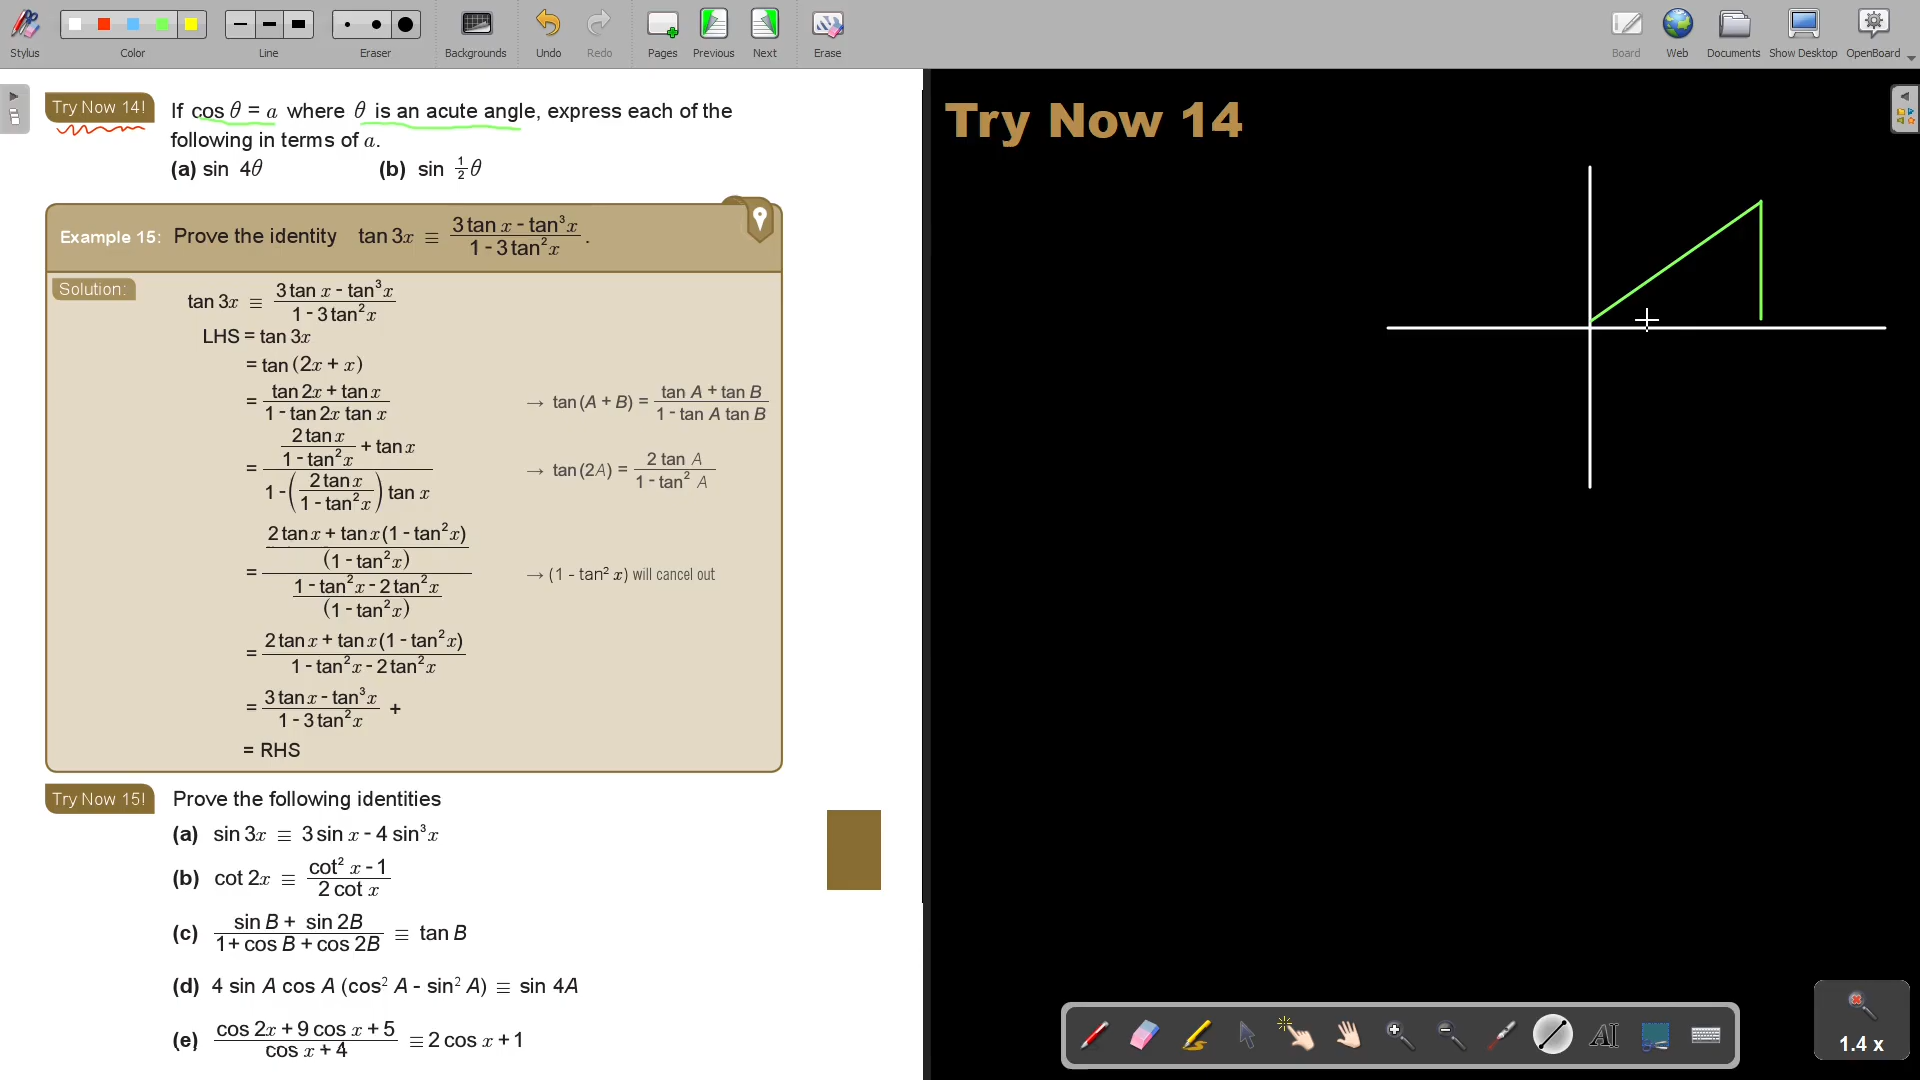 Stylus Color Line Eraser Backgrounds Undo Redo Pages Previous Next Erase Board Web Documents Show Desktop OpenBoard
Try Now 14! If cos θ = a where θ is an acute angle, express each of the
following in terms of a.
(a) sin 4θ (b) sin 1/2 θ
Example 15: Prove the identity tan 3x ≡ (3 tan x - tan³x)/(1 - 3 tan²x).
Solution:
tan 3x ≡ (3 tan x - tan³x)/(1 - 3 tan²x)
LHS = tan 3x
= tan (2x + x)
= (tan 2x + tan x)/(1 - tan 2x tan x) → tan (A + B) = (tan A + tan B)/(1 - tan A tan B)
= (2 tan x/(1 - tan²x) + tan x)/(1 - (2 tan x/(1 - tan²x)) tan x) → tan (2A) = 2 tan A/(1 - tan² A)
= ((2 tan x + tan x (1 - tan²x))/(1 - tan²x))/((1 - tan²x - 2 tan²x)/(1 - tan²x)) → (1 - tan² x) will cancel out
= (2 tan x + tan x (1 - tan²x))/(1 - tan²x - 2 tan²x)
= (3 tan x - tan³x)/(1 - 3 tan²x) +
= RHS
Try Now 15! Prove the following identities
(a) sin 3x ≡ 3 sin x - 4 sin³x
(b) cot 2x ≡ (cot² x - 1)/(2 cot x)
(c) (sin B + sin 2B)/(1 + cos B + cos 2B) ≡ tan B
(d) 4 sin A cos A (cos² A - sin² A) ≡ sin 4A
(e) (cos 2x + 9 cos x + 5)/(cos x + 4) ≡ 2 cos x + 1
Try Now 14
AI
1.4 x